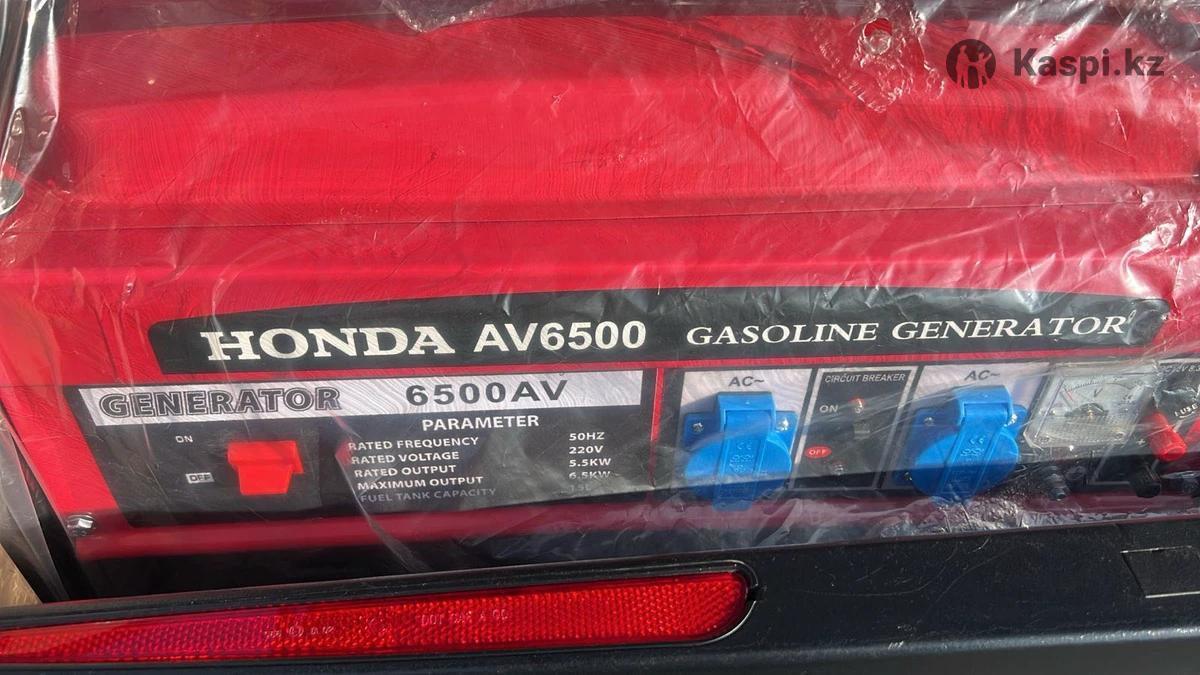 Kaspi.kz
HONDA AV6500 GASOLINE GENERATOR
GENERATOR 6500AV
PARAMETER
RATED FREQUENCY 50HZ
RATED VOLTAGE 220V
RATED OUTPUT 5.5KW
MAXIMUM OUTPUT 6.5KW
FUEL TANK CAPACITY
ON
OFF
AC~
CIRCUIT BREAKER
ON
OFF
AC~
V